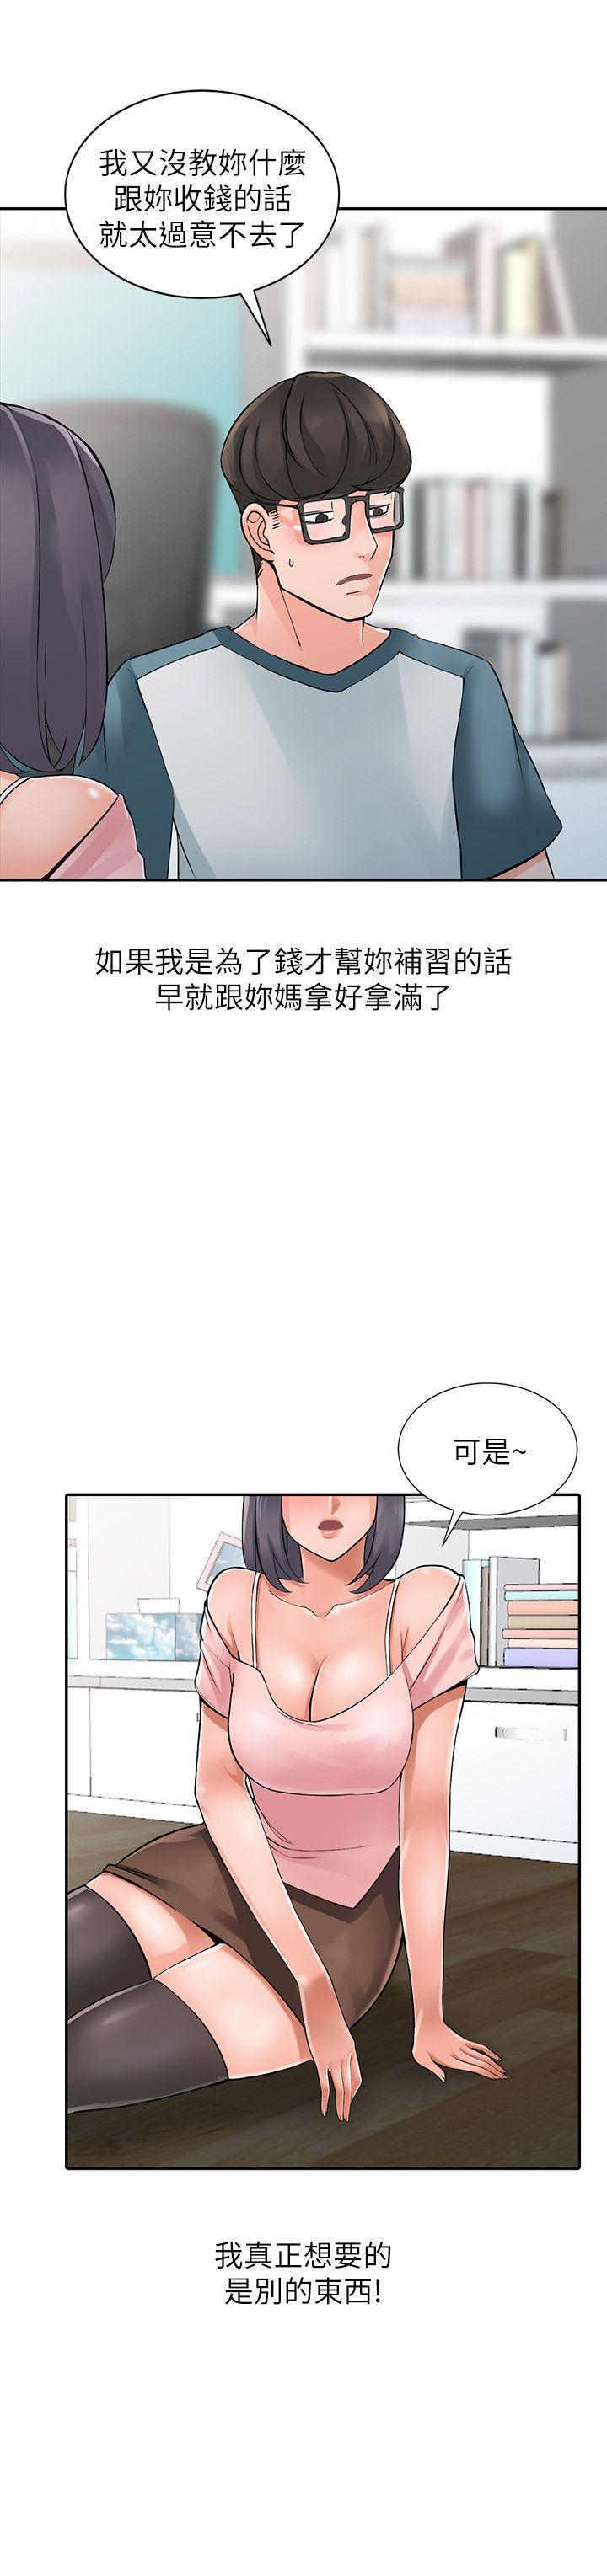 我又沒教妳什麼
跟妳收錢的話
就太過意不去了
如果我是為了錢才幫妳補習的話
早就跟妳媽拿好拿滿了
可是~
我真正想要的
是別的東西!